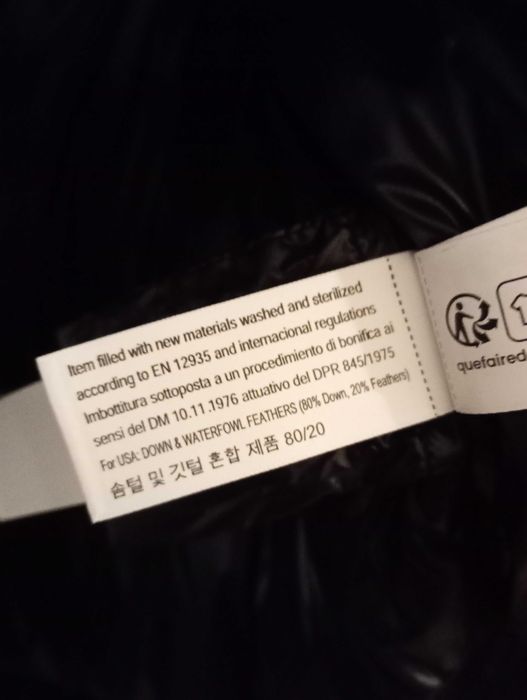 Item filled with new materials washed and sterilized
according to EN 12935 and internacional regulations
Imbottitura sottoposta a un procedimento di bonifica ai
sensi del DM 10.11.1976 attuativo del DPR 845/1975
For USA: DOWN & WATERFOWL FEATHERS (80% Down, 20% Feathers)
솜털 및 깃털 혼합 제품 80/20
quefaired